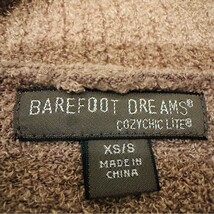 BAREFOOT DREAMS®
COZYCHIC LITE®
XS/S
MADE IN
CHINA